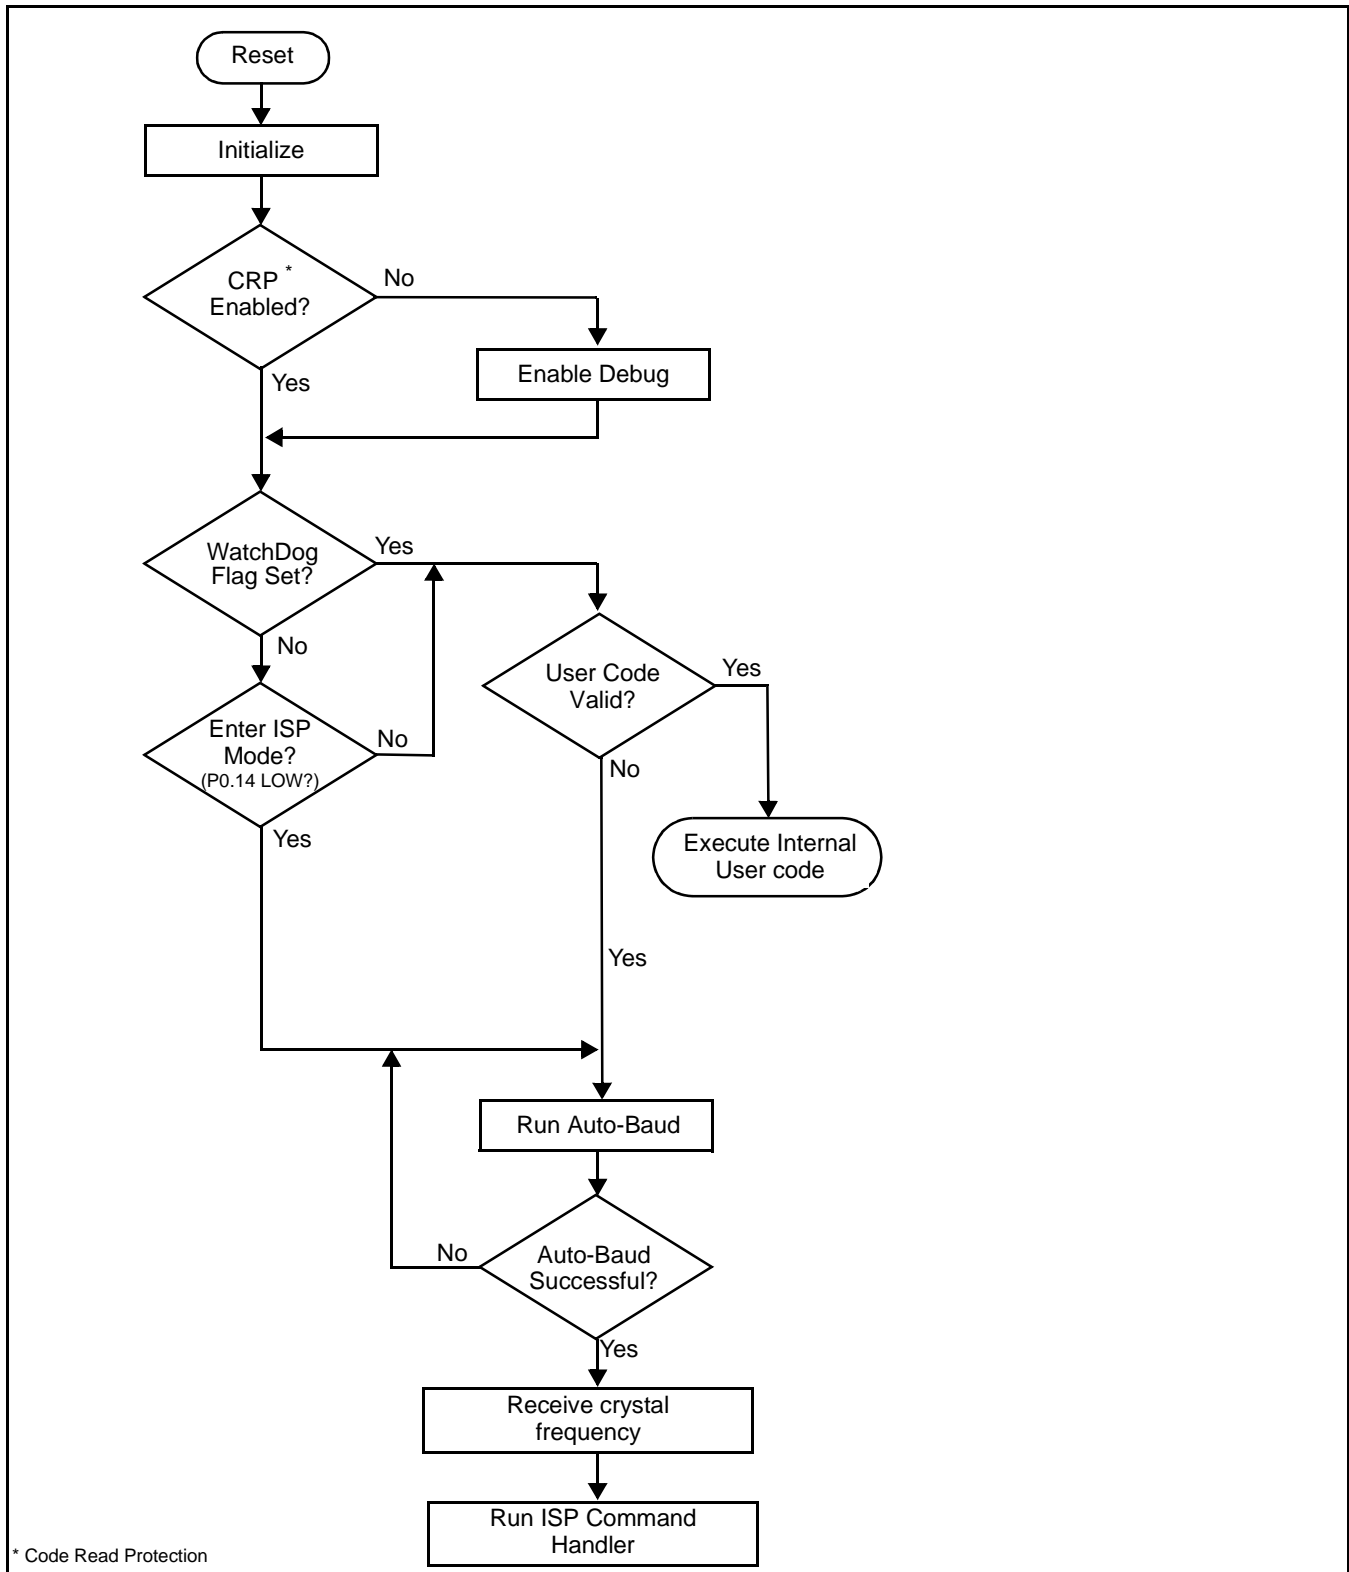 Reset
Initialize
CRP *
Enabled?
No
Enable Debug
Yes
WatchDog
Flag Set?
Yes
No
User Code
Valid?
Yes
Enter ISP
Mode?
(P0.14 LOW?)
No
No
Yes
Execute Internal
User code
Yes
Run Auto-Baud
No
Auto-Baud
Successful?
Yes
Receive crystal
frequency
Run ISP Command
Handler
* Code Read Protection